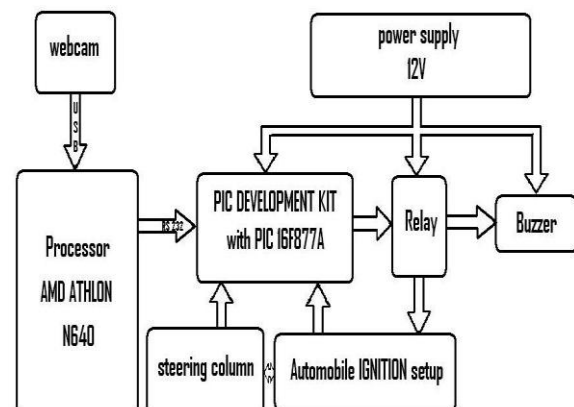 webcam
power supply
12V
USB
PIC DEVELOPMENT KIT
with PIC 16F877A
Relay
Buzzer
RS 232
Processor
AMD ATHLON
N640
steering column
Automobile IGNITION setup